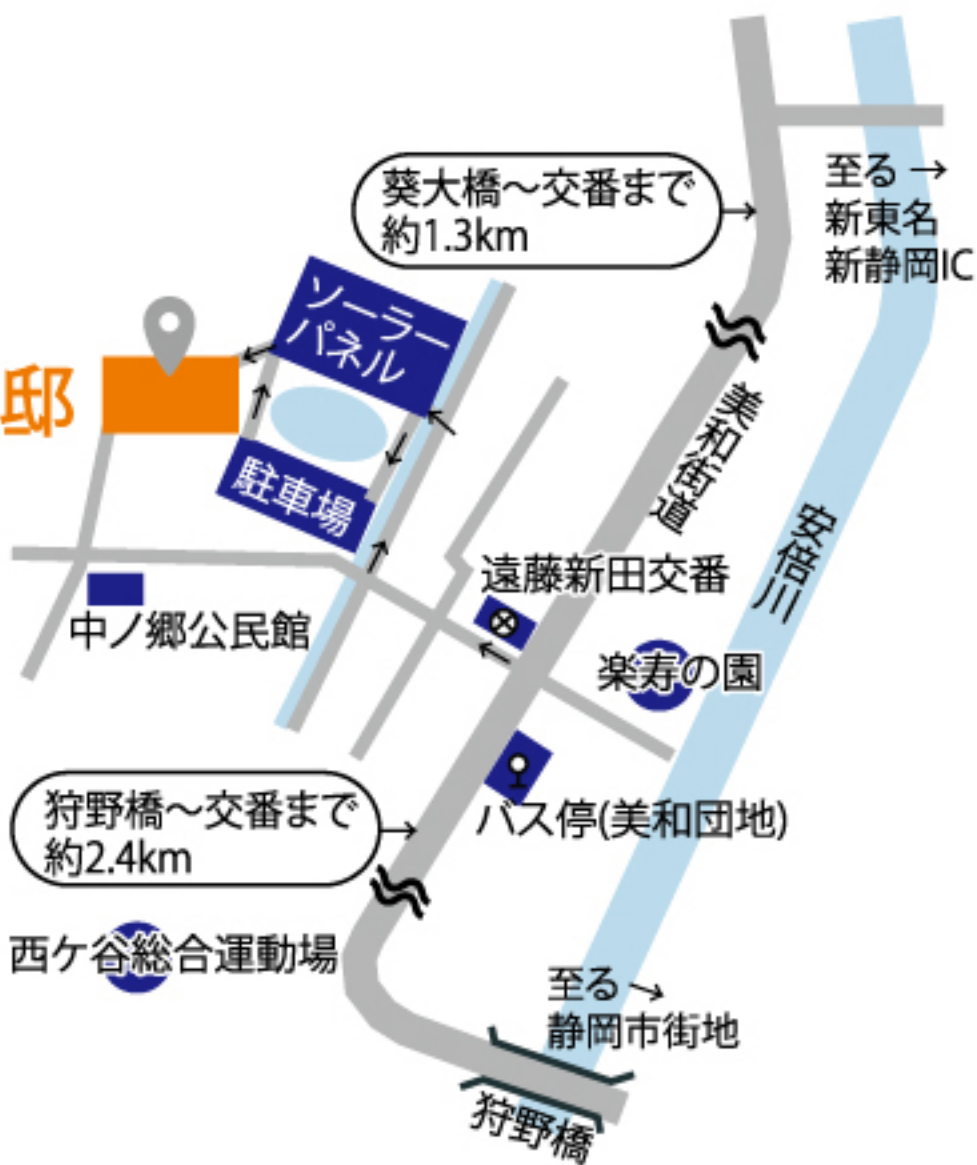 葵大橋～交番まで
約1.3km
至る →
新東名
新静岡IC
ソーラー
パネル
邸
駐車場
美和街道
安倍川
遠藤新田交番
中ノ郷公民館
楽寿の園
狩野橋～交番まで
約2.4km
バス停(美和団地)
西ケ谷総合運動場
至る →
静岡市街地
狩野橋